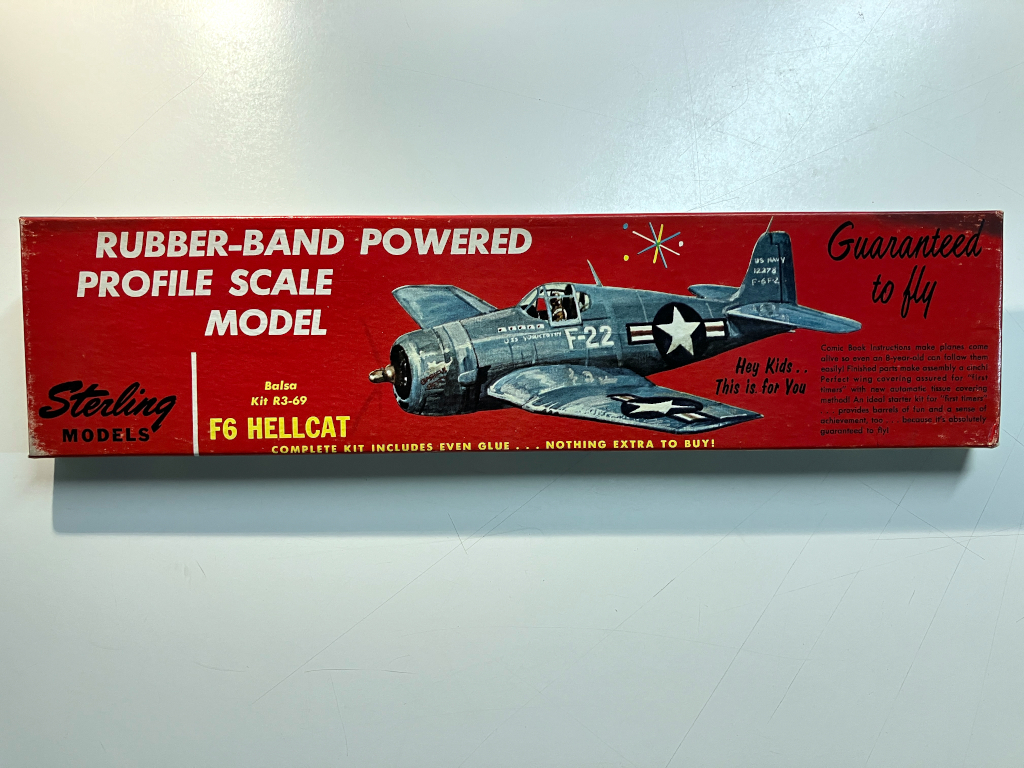 RUBBER-BAND POWERED
PROFILE SCALE
MODEL
Sterling
MODELS
Balsa
Kit R3-69
F6 HELLCAT
COMPLETE KIT INCLUDES EVEN GLUE . . . NOTHING EXTRA TO BUY!
F-22
US NAVY
12278
F-6F-2
Hey Kids . .
This is for You
Guaranteed
to fly
Comic Book Instructions make planes come
alive so even an 8-year-old can follow them
easily. Finished parts make assembly a cinch!
Perfect wing covering assured for "first
timers" with new automatic tissue covering
method! An ideal starter kit for "first timers"
. . . provides barrels of fun and a sense of
achievement, too . . . because it's absolutely
guaranteed to fly!